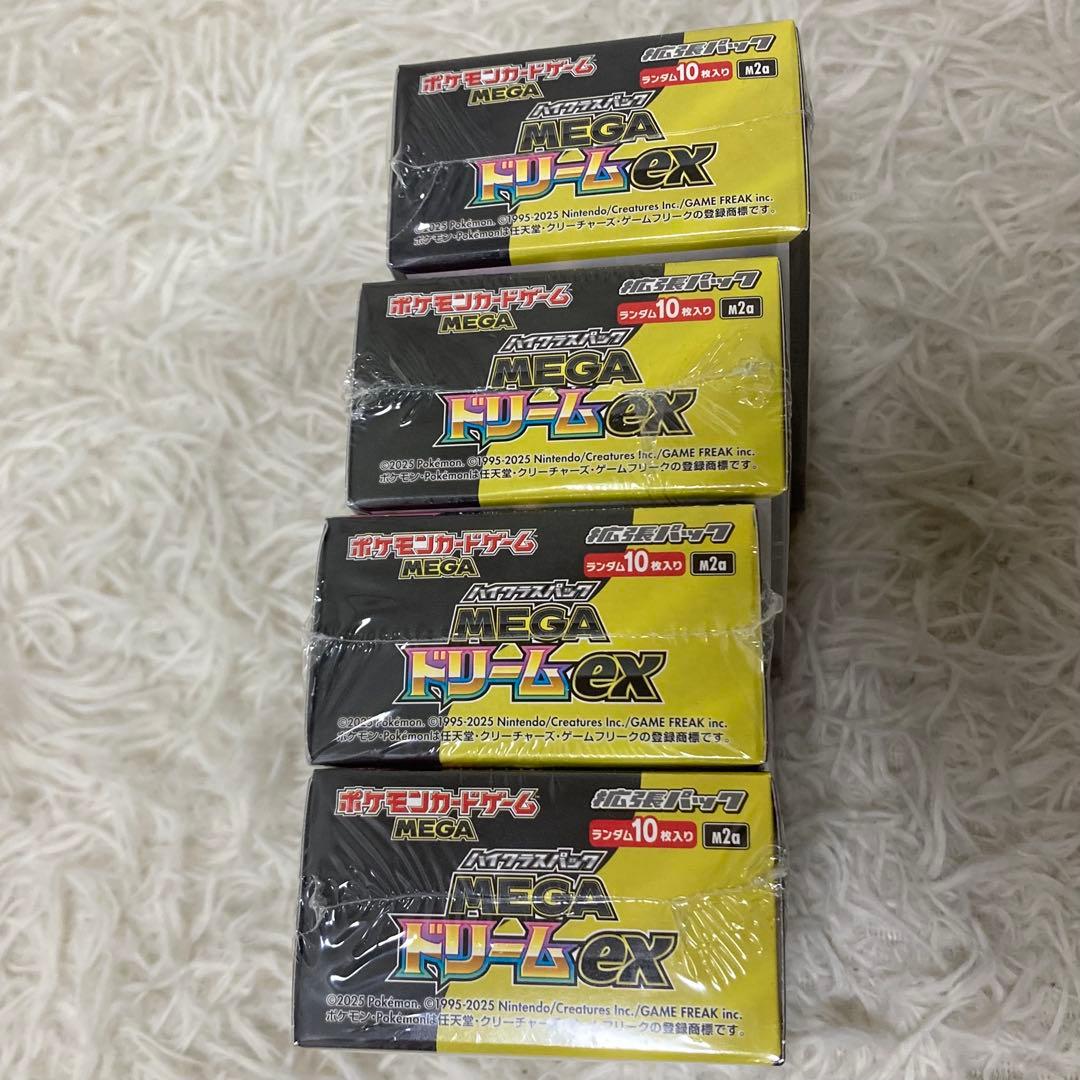 ポケモンカードゲーム
MEGA
拡張パック
ランダム10枚入り M2a
ハイクラスパック
MEGA
ドリームex
©2025 Pokémon. ©1995-2025 Nintendo/Creatures Inc./GAME FREAK inc.
ポケモン・Pokémonは任天堂・クリーチャーズ・ゲームフリークの登録商標です。
ポケモンカードゲーム
MEGA
拡張パック
ランダム10枚入り M2a
ハイクラスパック
MEGA
ドリームex
©2025 Pokémon. ©1995-2025 Nintendo/Creatures Inc./GAME FREAK inc.
ポケモン・Pokémonは任天堂・クリーチャーズ・ゲームフリークの登録商標です。
ポケモンカードゲーム
MEGA
拡張パック
ランダム10枚入り M2a
ハイクラスパック
MEGA
ドリームex
©2025 Pokémon. ©1995-2025 Nintendo/Creatures Inc./GAME FREAK inc.
ポケモン・Pokémonは任天堂・クリーチャーズ・ゲームフリークの登録商標です。
ポケモンカードゲーム
MEGA
拡張パック
ランダム10枚入り M2a
ハイクラスパック
MEGA
ドリームex
©2025 Pokémon. ©1995-2025 Nintendo/Creatures Inc./GAME FREAK inc.
ポケモン・Pokémonは任天堂・クリーチャーズ・ゲームフリークの登録商標です。